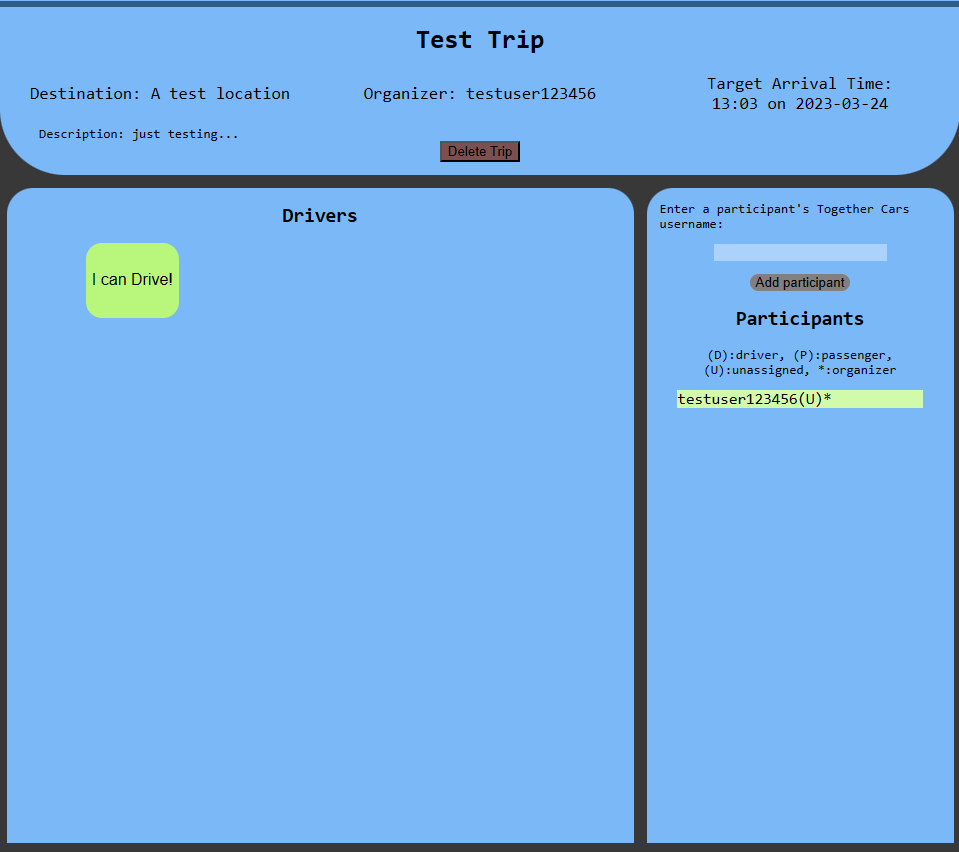 Test Trip
Destination: A test location
Organizer: testuser123456
Target Arrival Time:
13:03 on 2023-03-24
Description: just testing...
Delete Trip
Drivers
I can Drive!
Enter a participant's Together Cars
username:
Add participant
Participants
(D):driver, (P):passenger,
(U):unassigned, *:organizer
testuser123456(U)*